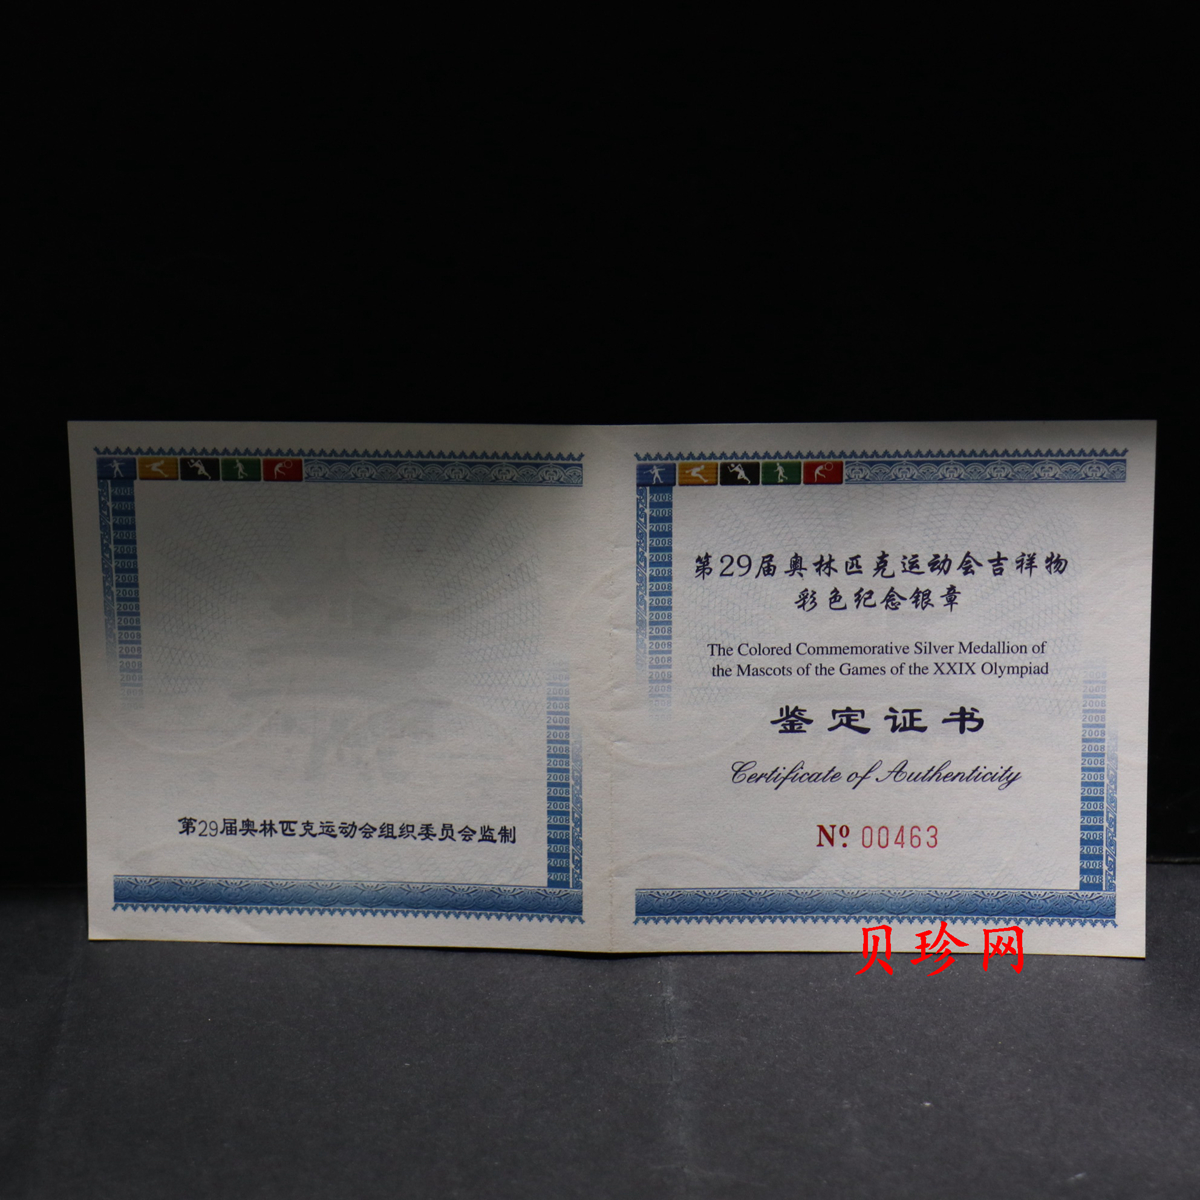 第29届奥林匹克运动会组织委员会监制
第29届奥林匹克运动会吉祥物
彩色纪念银章
The Colored Commemorative Silver Medallion of
the Mascots of the Games of the XXIX Olympiad
鉴定证书
Certificate of Authenticity
Nº 00463
贝珍网